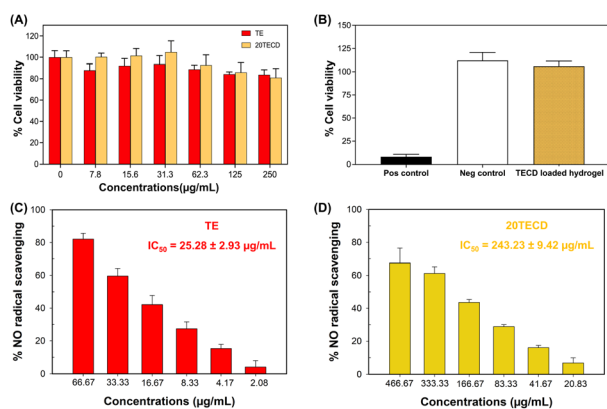 (A)
TE
20TECD
% Cell viability
120
100
80
60
40
20
0
0 7.8 15.6 31.3 62.3 125 250
Concentrations(µg/mL)
(B)
% Cell viability
125
100
75
50
25
0
Pos control Neg control TECD loaded hydrogel
(C)
TE
IC50 = 25.28 ± 2.93 µg/mL
% NO radical scavenging
100
80
60
40
20
0
66.67 33.33 16.67 8.33 4.17 2.08
Concentrations (µg/mL)
(D)
20TECD
IC50 = 243.23 ± 9.42 µg/mL
% NO radical scavenging
100
80
60
40
20
0
466.67 333.33 166.67 83.33 41.67 20.83
Concentrations (µg/mL)